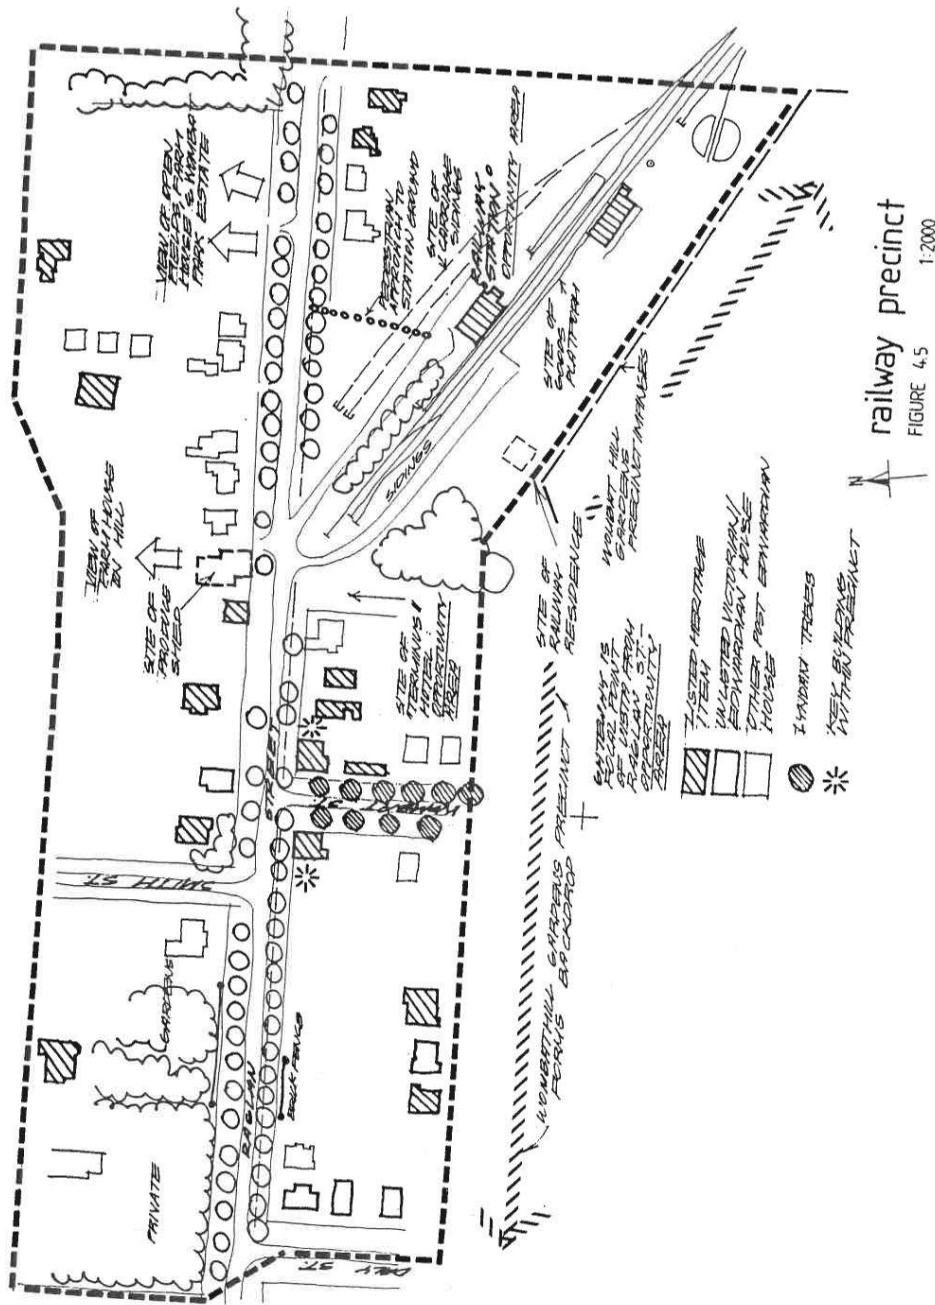 VIEW OF OPEN
FIELDS, FARM
HOUSE & WOMBAT
PARK ESTATE
VIEW OF
FARM HOUSE
ON HILL
SITE OF
PRODUCE
SHED
PRIVATE
GARDENS
SMITH ST.
RAGLAN
STREET
BRICK FENCE
DALY ST.
WOMBAT ST.
PEDESTRIAN
APPROACH TO
STATION GROUND
SITE OF
CARRIAGE
SIDINGS
RAILWAY
STATION
OPPORTUNITY AREA
SIDINGS
SITE OF
GOODS
PLATFORM
SITE OF
TERMINUS
HOTEL
OPPORTUNITY
AREA
SITE OF
RAILWAY
RESIDENCE
WOMBAT HILL
GARDENS
PRECINCT
ENTRY IS
FOCAL POINT
OF VISTA FROM
RAGLAN ST-
OPPORTUNITY
AREA
WOMBAT HILL GARDENS PRECINCT
FORMS BACKDROP
LISTED HERITAGE
ITEM
UNLISTED VICTORIAN/
EDWARDIAN HOUSE
OTHER POST EDWARDIAN
HOUSE
LYNDAN TREES
KEY BUILDING
WITHIN PRECINCT
N
railway precinct
FIGURE 4.5
1:2000